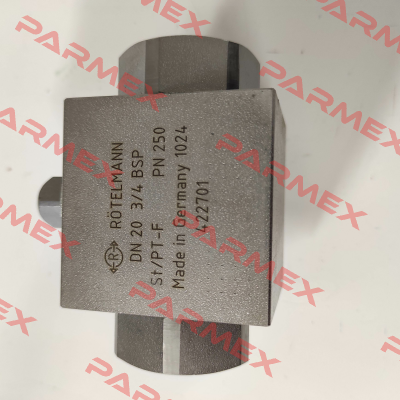 RÖTELMANN
DN 20 3/4 BSP
St/PT-F PN 250
Made in Germany 1024
422701
R
PARMEX
PARMEX
PARMEX
PARMEX
PARMEX
PARMEX